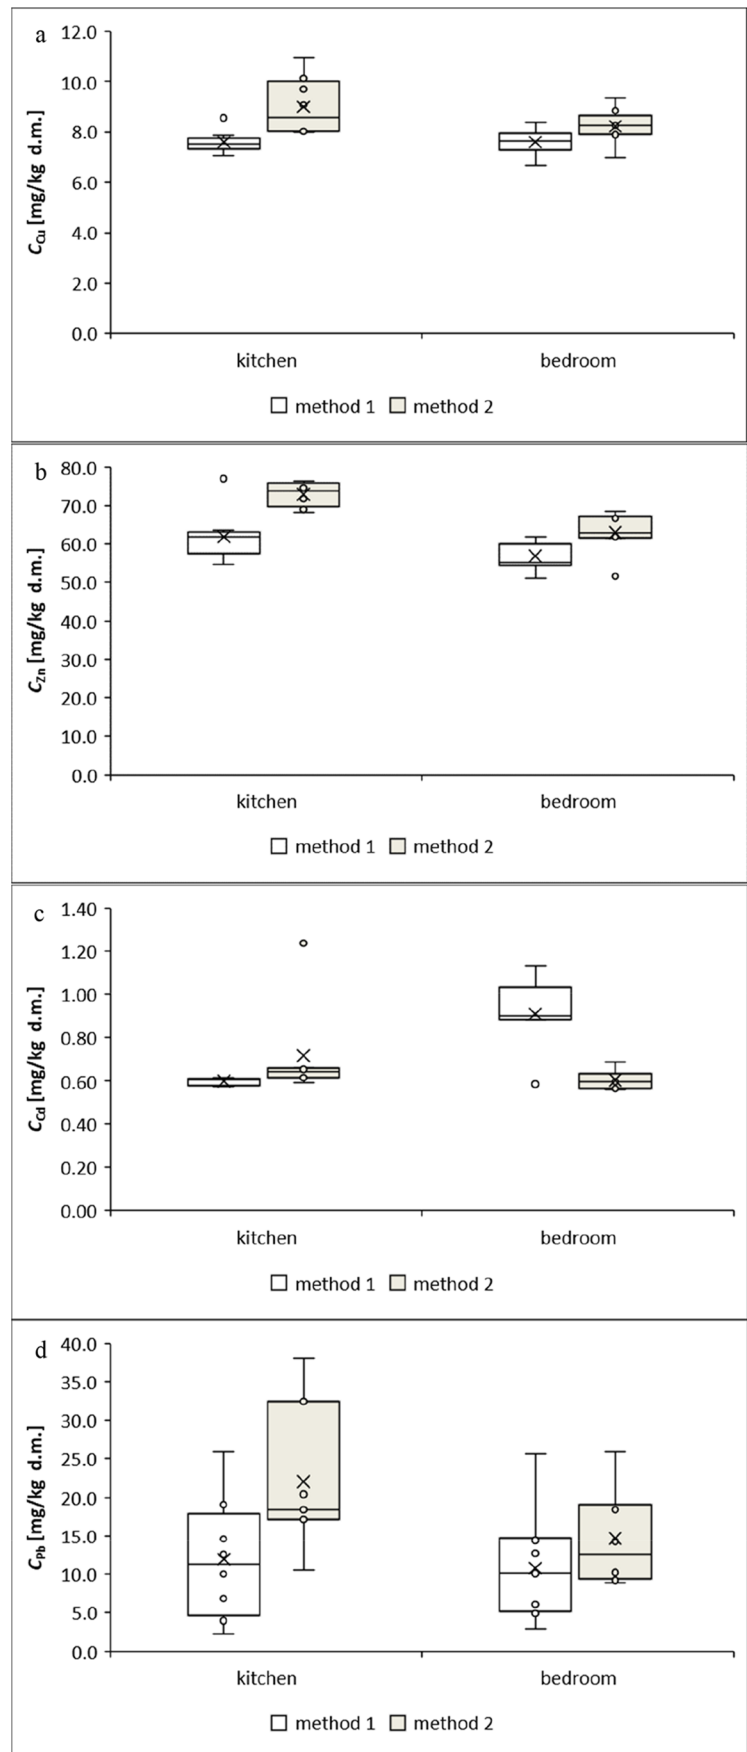 a
12.0
10.0
8.0
6.0
4.0
2.0
0.0
C_Cu [mg/kg d.m.]
kitchen bedroom
method 1 method 2
b
80.0
70.0
60.0
50.0
40.0
30.0
20.0
10.0
0.0
C_Zn [mg/kg d.m.]
kitchen bedroom
method 1 method 2
c
1.40
1.20
1.00
0.80
0.60
0.40
0.20
0.00
C_Cd [mg/kg d.m.]
kitchen bedroom
method 1 method 2
d
40.0
35.0
30.0
25.0
20.0
15.0
10.0
5.0
0.0
C_Pb [mg/kg d.m.]
kitchen bedroom
method 1 method 2